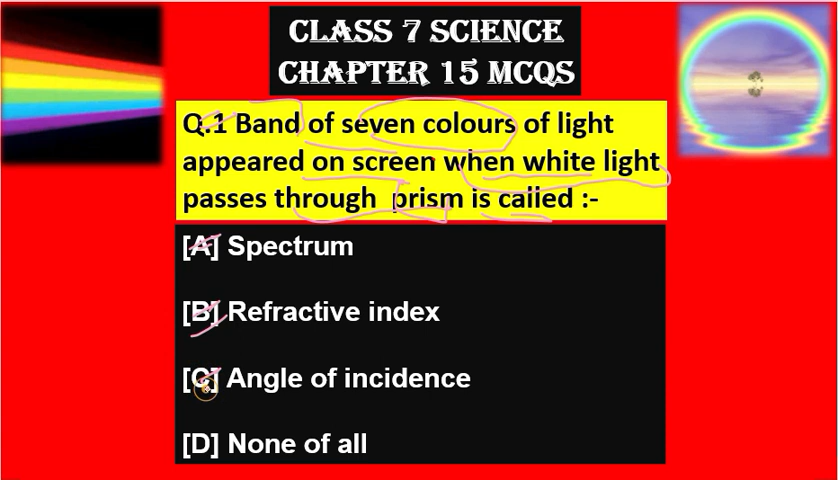 CLASS 7 SCIENCE
CHAPTER 15 MCQS
Q.1 Band of seven colours of light
appeared on screen when white light
passes through prism is called :-
[A] Spectrum
[B] Refractive index
[C] Angle of incidence
[D] None of all